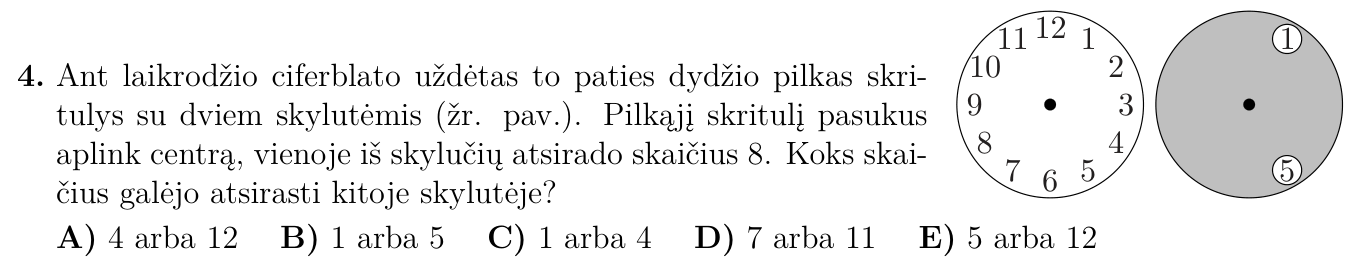 4. Ant laikrodžio ciferblato uždėtas to paties dydžio pilkas skri-
tulys su dviem skylutėmis (žr. pav.). Pilkąjį skritulį pasukus
aplink centrą, vienoje iš skylučių atsirado skaičius 8. Koks skai-
čius galėjo atsirasti kitoje skylutėje?
A) 4 arba 12 B) 1 arba 5 C) 1 arba 4 D) 7 arba 11 E) 5 arba 12
11 12 1
10 2
9 3
8 4
7 6 5
1
5